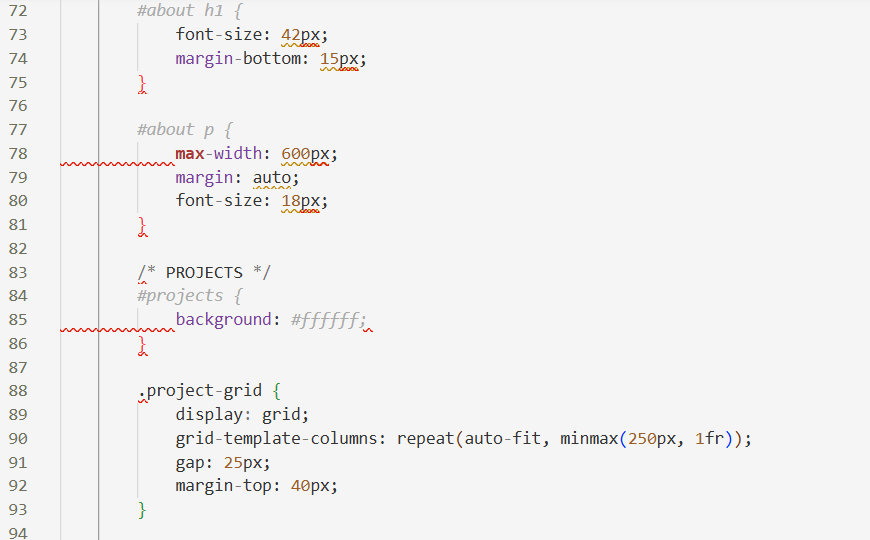 72 #about h1 {
73 font-size: 42px;
74 margin-bottom: 15px;
75 }
76
77 #about p {
78 max-width: 600px;
79 margin: auto;
80 font-size: 18px;
81 }
82
83 /* PROJECTS */
84 #projects {
85 background: #ffffff;
86 }
87
88 .project-grid {
89 display: grid;
90 grid-template-columns: repeat(auto-fit, minmax(250px, 1fr));
91 gap: 25px;
92 margin-top: 40px;
93 }
94